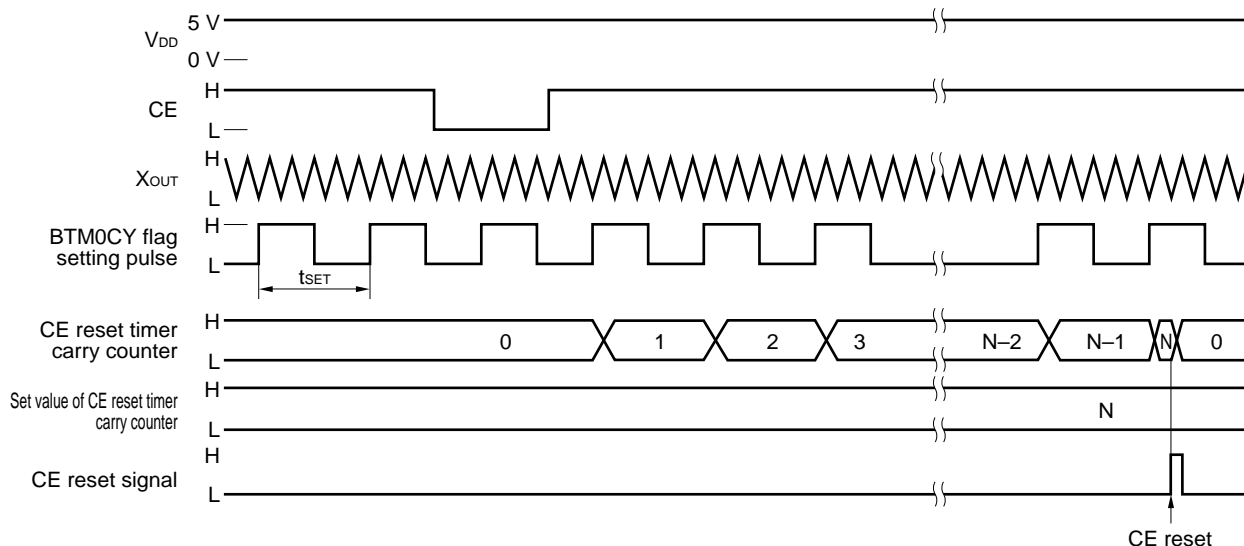 5 V
VDD
0 V
H
CE
L
H
XOUT
L
H
BTM0CY flag
setting pulse
L
tSET
CE reset timer
carry counter
H
L
0 1 2 3 N–2 N–1 N 0
Set value of CE reset timer
carry counter
H
L
N
H
CE reset signal
L
CE reset